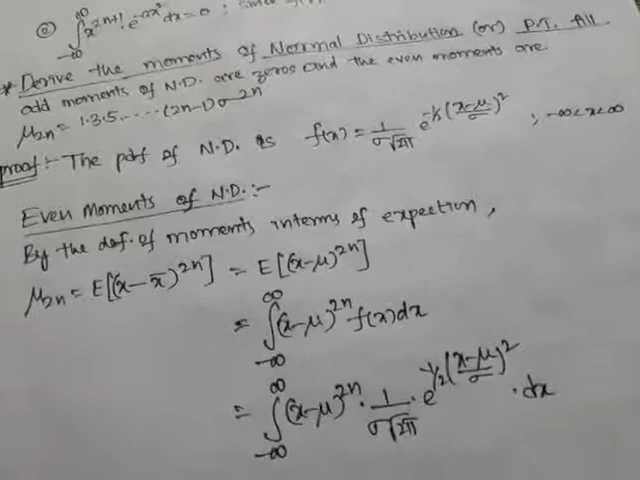 ② ∫_{-∞}^{∞} x^{2n+1} · e^{-ax²} dx = 0 ;
* Derive the moments of Normal Distribution (or) P.T. All
odd moments of N.D. are zeros and the even moments are
μ_{2n} = 1·3·5.....(2n-1)σ^{2n}
proof:- The pdf of N.D. is f(x) = 1/(σ√2π) e^{-1/2((x-μ)/σ)²} ; -∞<x<∞
Even Moments of N.D.:-
By the def. of moments interms of expection,
μ_{2n} = E[(x-x̄)^{2n}] = E[(x-μ)^{2n}]
= ∫_{-∞}^{∞} (x-μ)^{2n} f(x) dx
= ∫_{-∞}^{∞} (x-μ)^{2n} · 1/(σ√2π) · e^{-1/2((x-μ)/σ)²} · dx